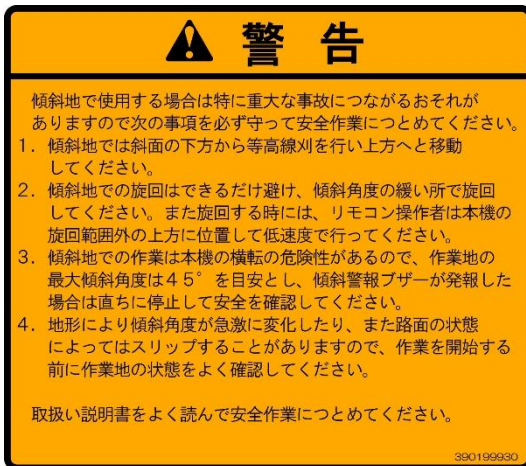 警告
傾斜地で使用する場合は特に重大な事故につながるおそれが
ありますので次の事項を必ず守って安全作業につとめてください。
1. 傾斜地では斜面の下方から等高線刈を行い上方へと移動
してください。
2. 傾斜地での旋回はできるだけ避け、傾斜角度の緩い所で旋回
してください。また旋回する時には、リモコン操作者は本機の
旋回範囲外の上方に位置して低速度で行ってください。
3. 傾斜地での作業は本機の横転の危険性があるので、作業地の
最大傾斜角度は45°を目安とし、傾斜警報ブザーが発報した
場合は直ちに停止して安全を確認してください。
4. 地形により傾斜角度が急激に変化したり、また路面の状態
によってはスリップすることがありますので、作業を開始する
前に作業地の状態をよく確認してください。
取扱い説明書をよく読んで安全作業につとめてください。
390199930